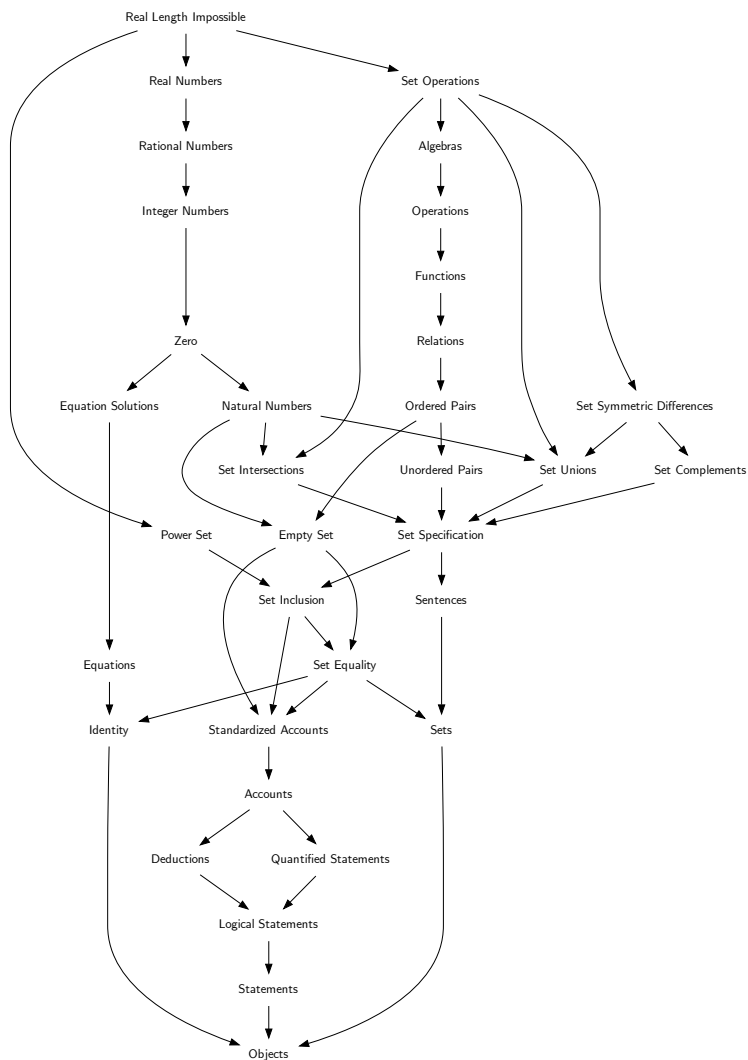 Real Length Impossible
Real Numbers
Set Operations
Rational Numbers
Algebras
Integer Numbers
Operations
Functions
Zero
Relations
Equation Solutions
Natural Numbers
Ordered Pairs
Set Symmetric Differences
Set Intersections
Unordered Pairs
Set Unions
Set Complements
Power Set
Empty Set
Set Specification
Set Inclusion
Sentences
Equations
Set Equality
Identity
Standardized Accounts
Sets
Accounts
Deductions
Quantified Statements
Logical Statements
Statements
Objects